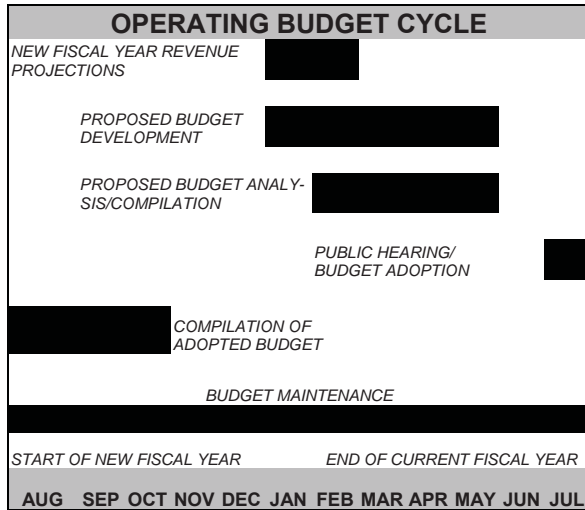 OPERATING BUDGET CYCLE
NEW FISCAL YEAR REVENUE
PROJECTIONS
PROPOSED BUDGET
DEVELOPMENT
PROPOSED BUDGET ANALY-
SIS/COMPILATION
PUBLIC HEARING/
BUDGET ADOPTION
COMPILATION OF
ADOPTED BUDGET
BUDGET MAINTENANCE
START OF NEW FISCAL YEAR END OF CURRENT FISCAL YEAR
AUG SEP OCT NOV DEC JAN FEB MAR APR MAY JUN JUL